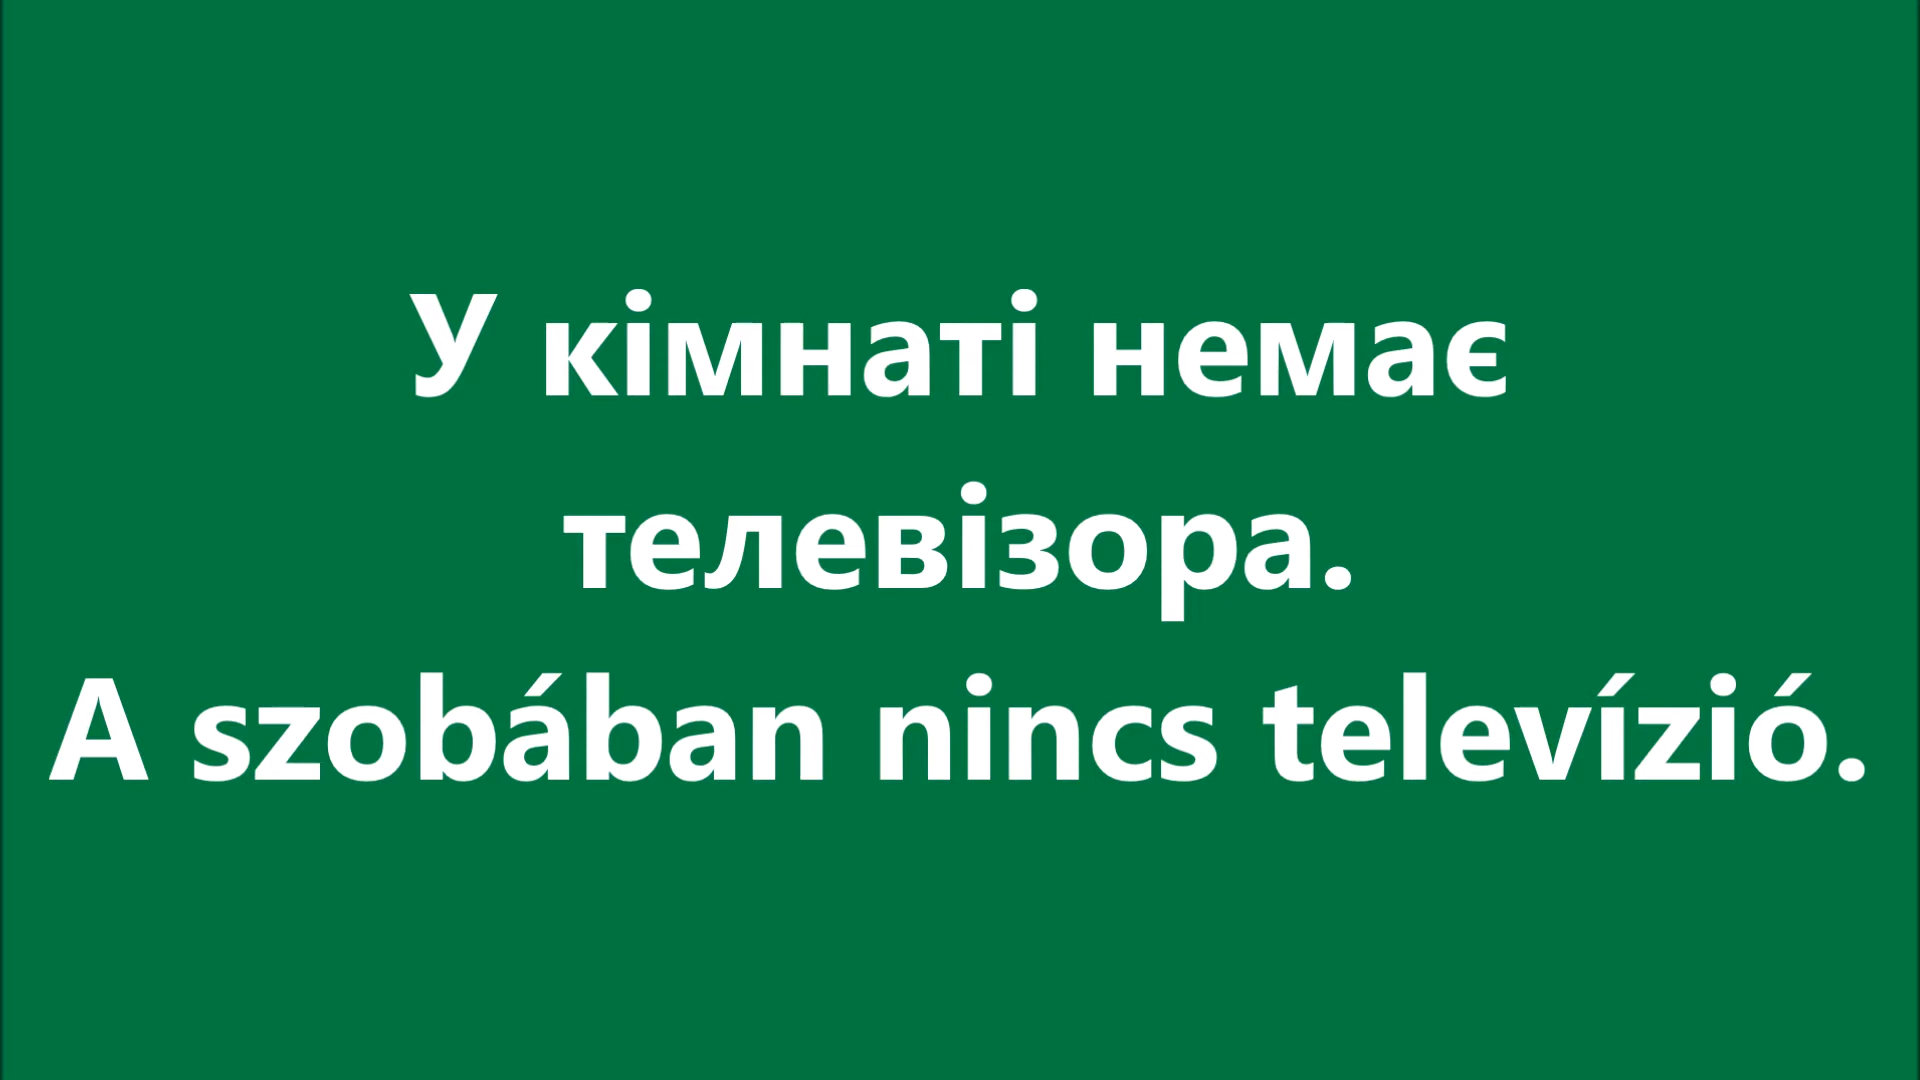 У кімнаті немає
телевізора.
A szobában nincs televízió.